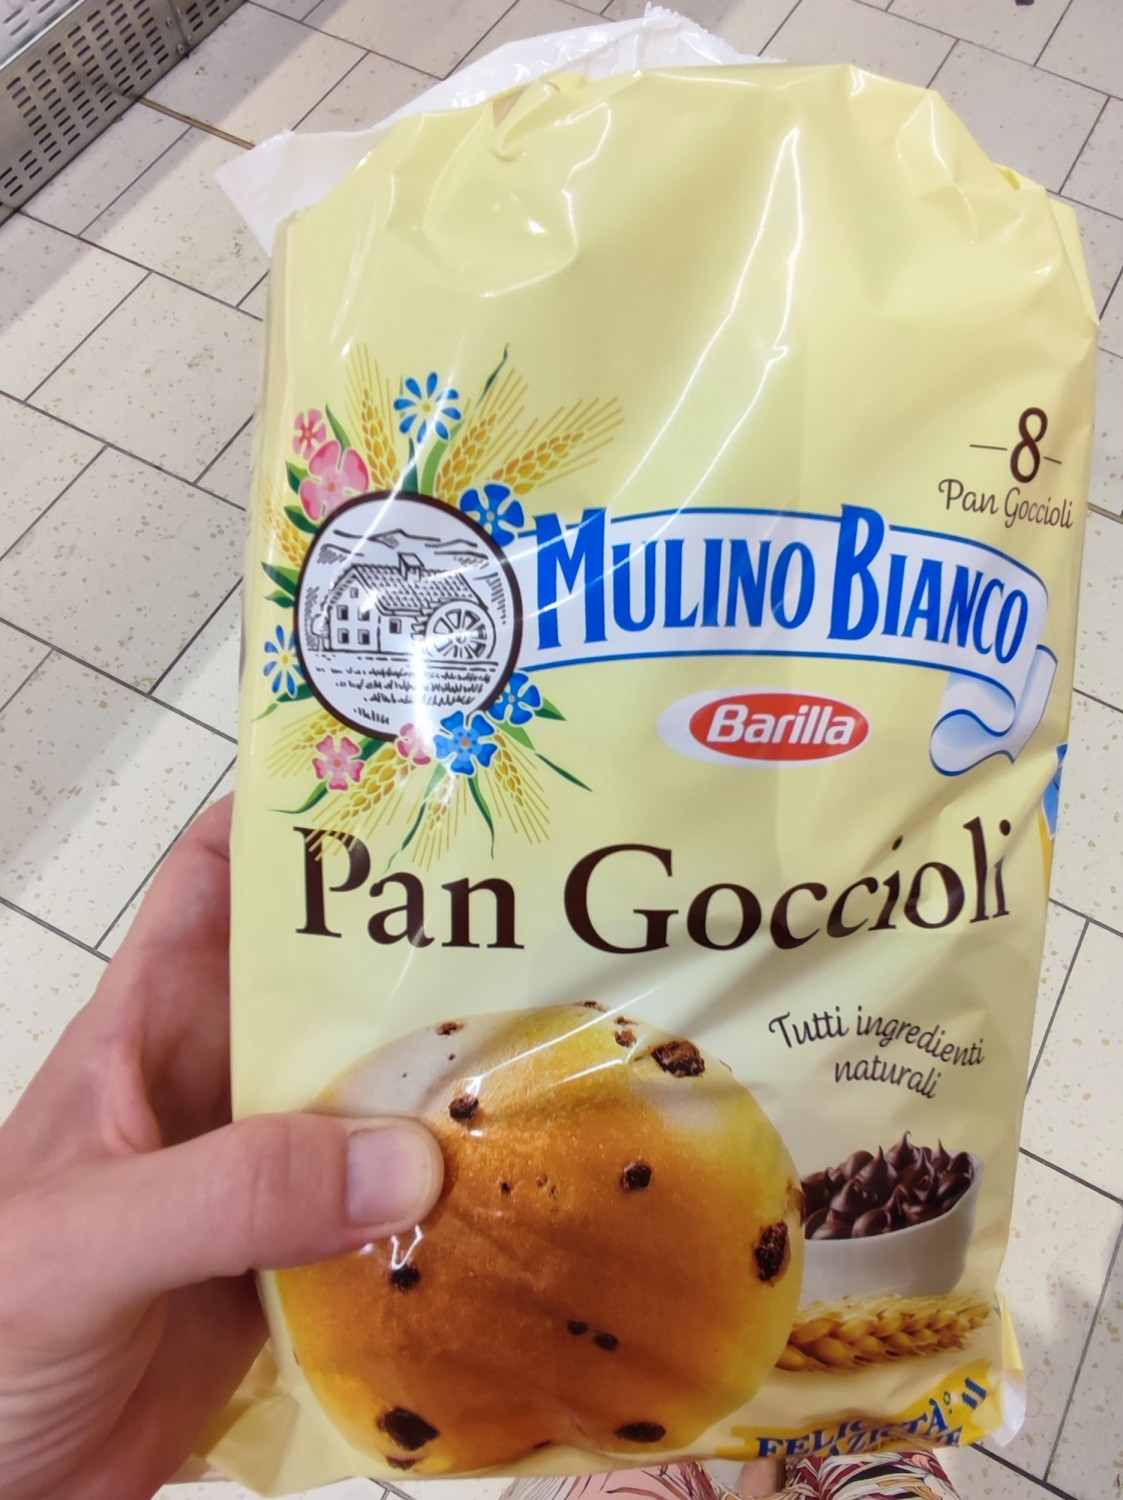 8
Pan Goccioli
MULINO BIANCO
Barilla
Pan Goccioli
Tutti ingredienti
naturali